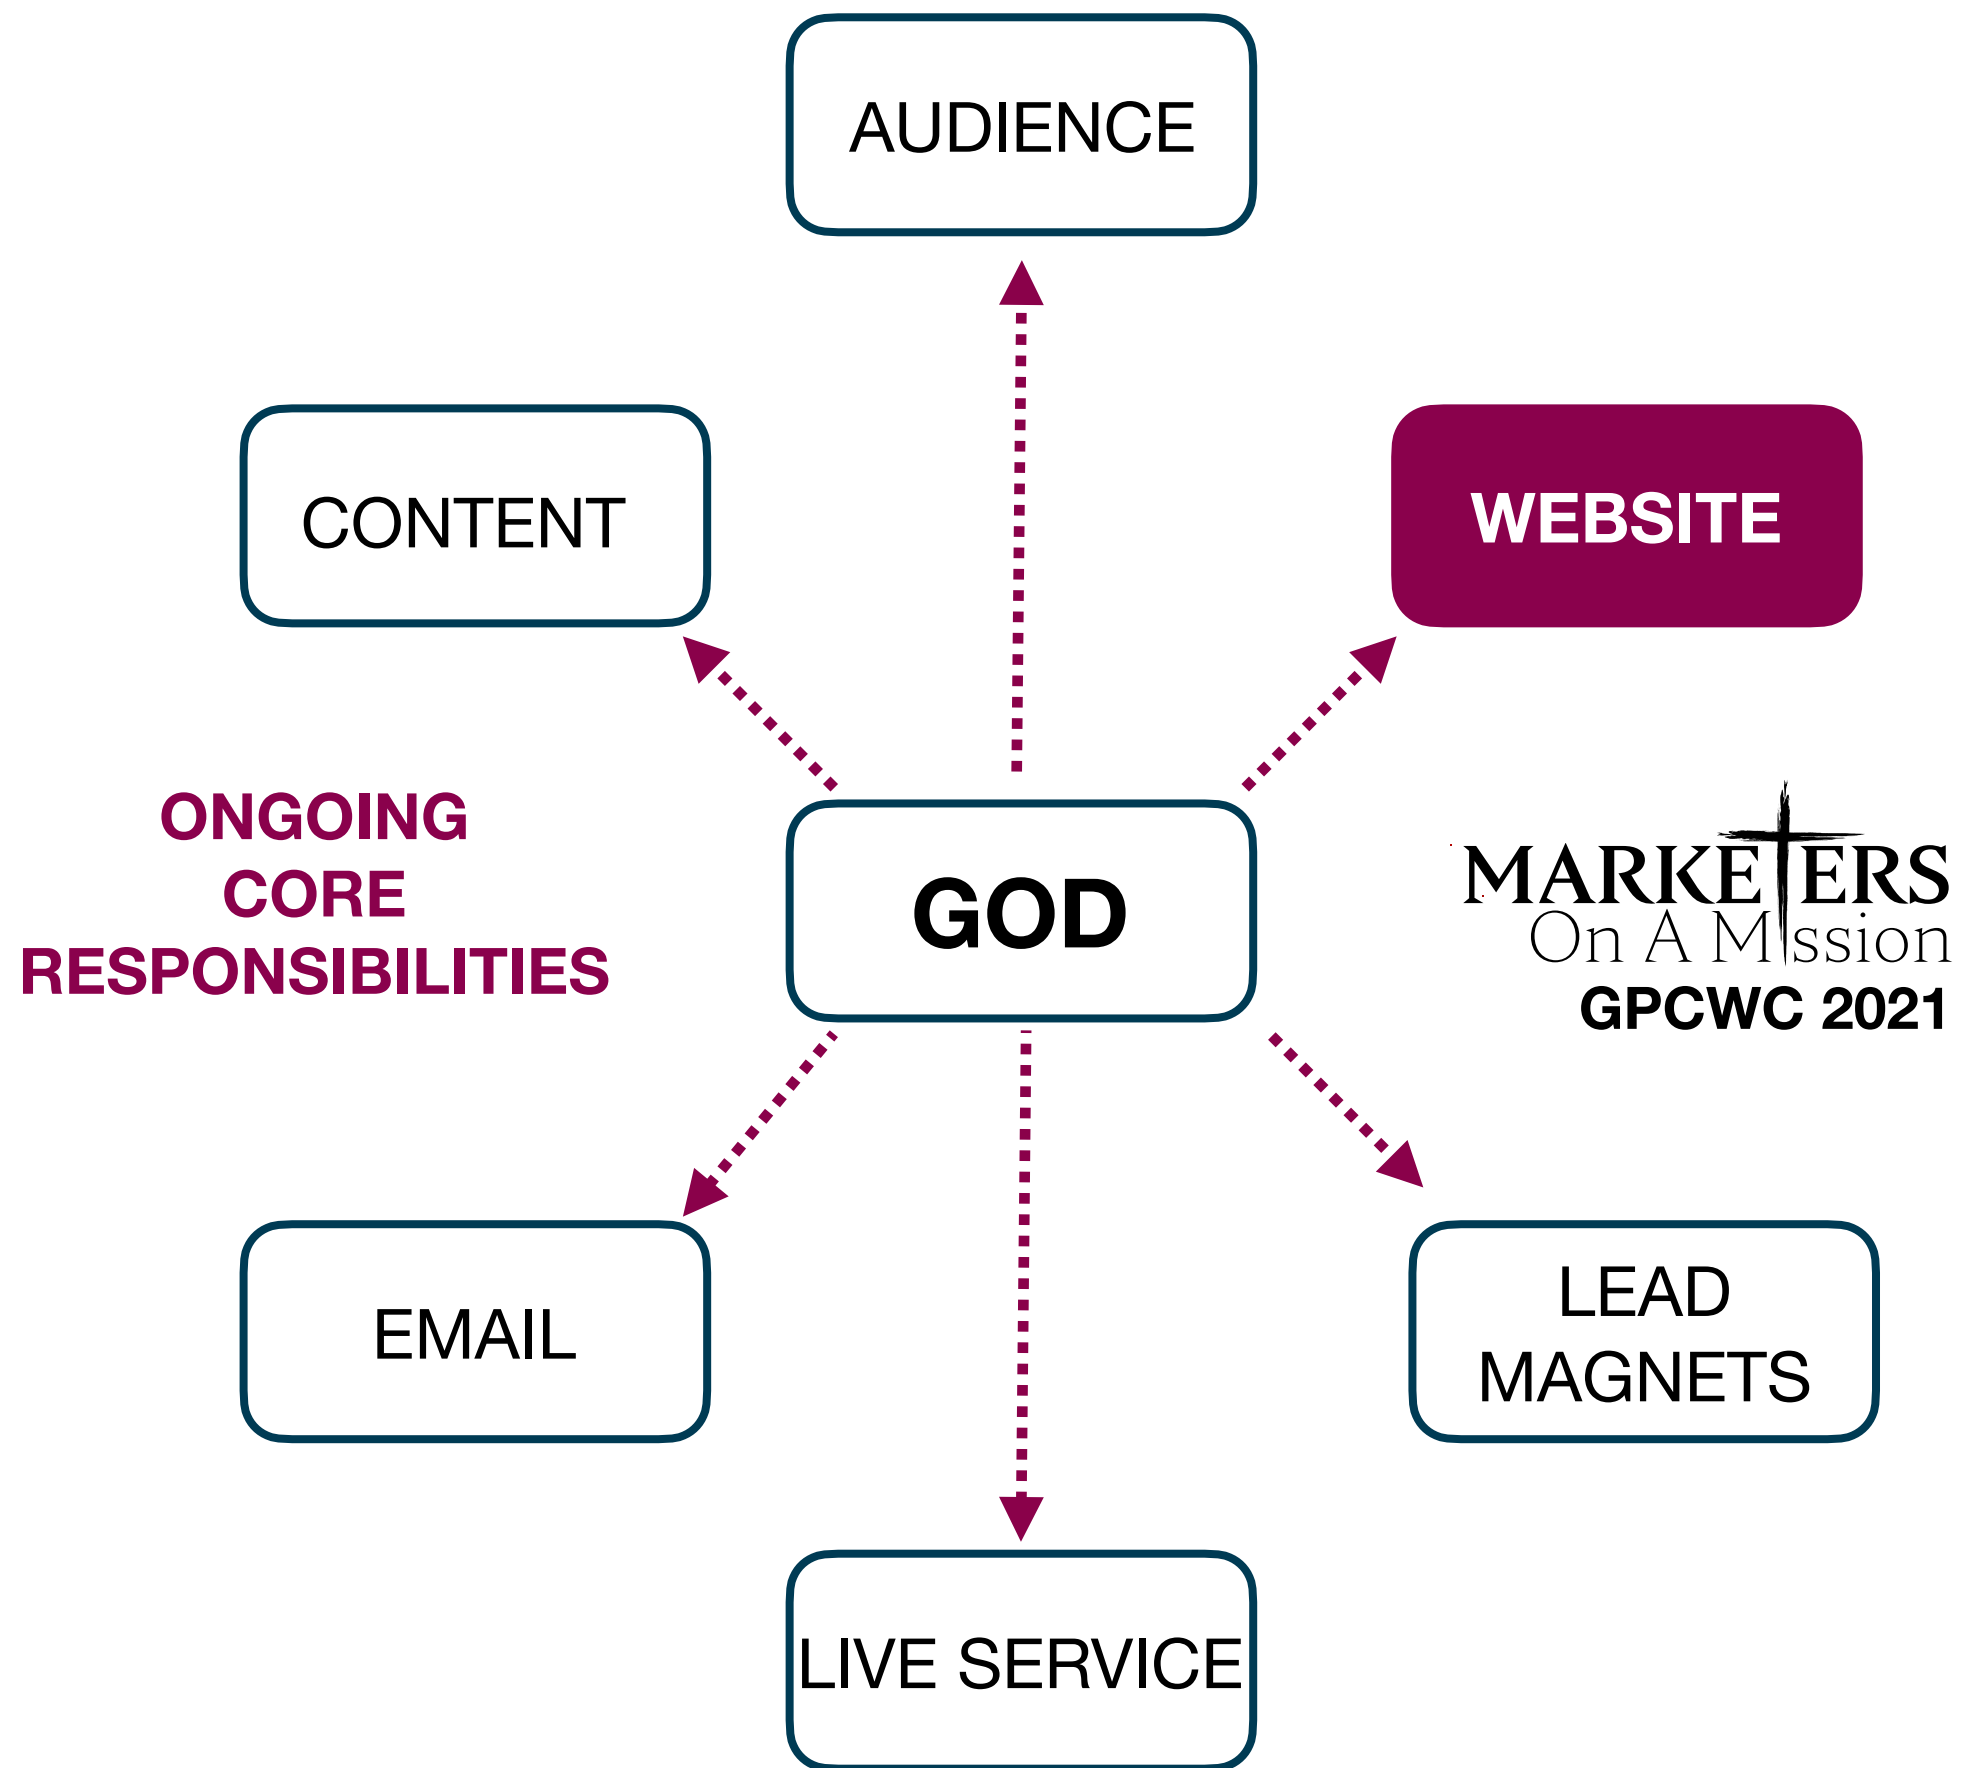 AUDIENCE
CONTENT
WEBSITE
ONGOING
CORE
RESPONSIBILITIES
GOD
MARKETERS
On A Mission
GPCWC 2021
EMAIL
LEAD
MAGNETS
LIVE SERVICE